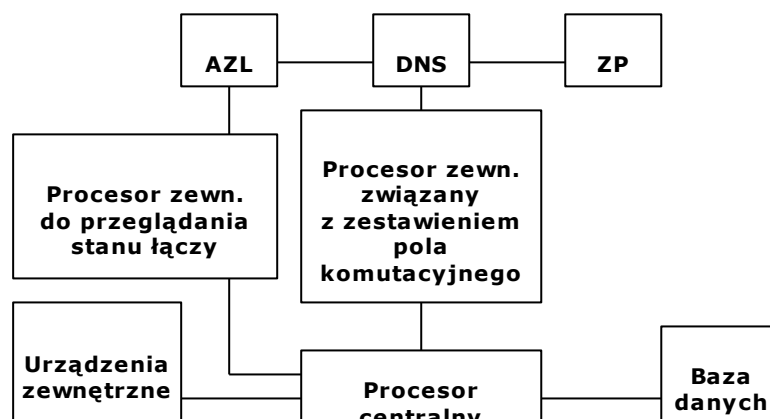 AZL
DNS
ZP
Procesor zewn.
do przeglądania
stanu łączy
Procesor zewn.
związany
z zestawieniem
pola
komutacyjnego
Urządzenia
zewnętrzne
Procesor
centralny
Baza
danych